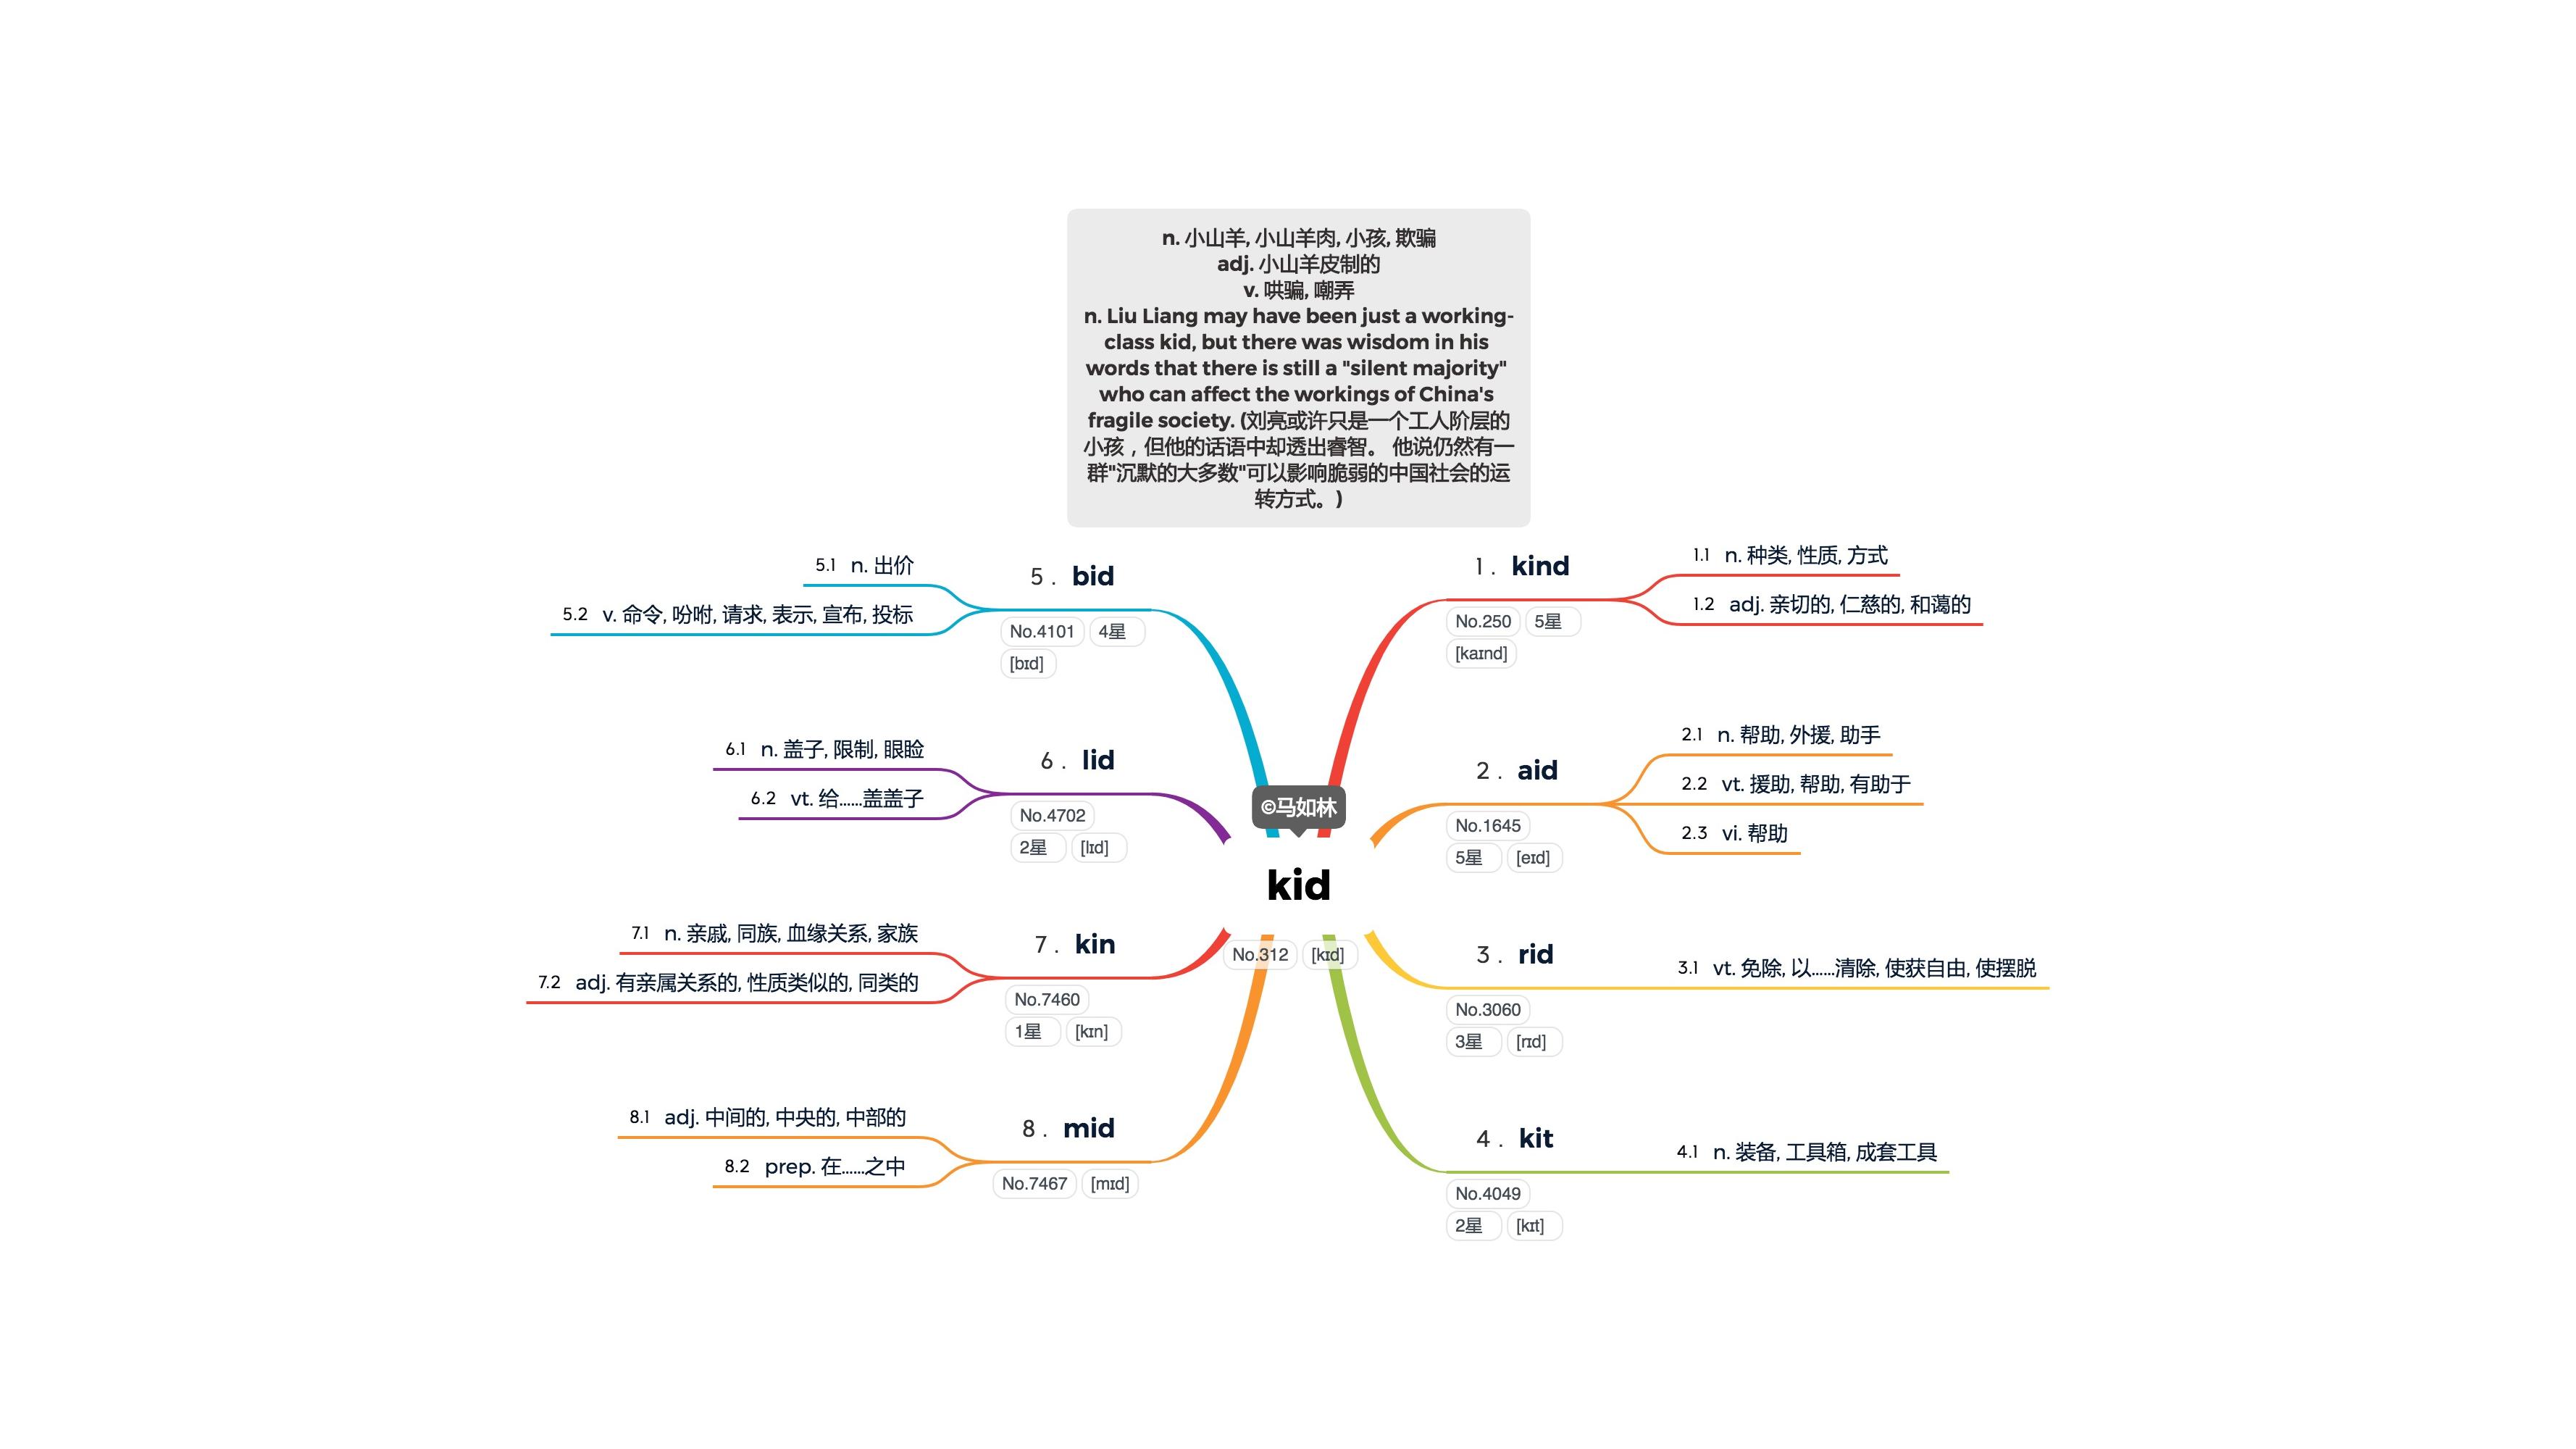 n. 小山羊, 小山羊肉, 小孩, 欺骗
adj. 小山羊皮制的
v. 哄骗, 嘲弄
n. Liu Liang may have been just a working-
class kid, but there was wisdom in his
words that there is still a "silent majority"
who can affect the workings of China's
fragile society. (刘亮或许只是一个工人阶层的
小孩，但他的话语中却透出睿智。 他说仍然有一
群"沉默的大多数"可以影响脆弱的中国社会的运
转方式。)
©马如林
kid
No.312 [kɪd]
1. kind
No.250 5星
[kaɪnd]
1.1 n. 种类, 性质, 方式
1.2 adj. 亲切的, 仁慈的, 和蔼的
2. aid
No.1645
5星 [eɪd]
2.1 n. 帮助, 外援, 助手
2.2 vt. 援助, 帮助, 有助于
2.3 vi. 帮助
3. rid
No.3060
3星 [rɪd]
3.1 vt. 免除, 以……清除, 使获自由, 使摆脱
4. kit
No.4049
2星 [kɪt]
4.1 n. 装备, 工具箱, 成套工具
5. bid
No.4101 4星
[bɪd]
5.1 n. 出价
5.2 v. 命令, 吩咐, 请求, 表示, 宣布, 投标
6. lid
No.4702
2星 [lɪd]
6.1 n. 盖子, 限制, 眼睑
6.2 vt. 给……盖盖子
7. kin
No.7460
1星 [kɪn]
7.1 n. 亲戚, 同族, 血缘关系, 家族
7.2 adj. 有亲属关系的, 性质类似的, 同类的
8. mid
No.7467 [mɪd]
8.1 adj. 中间的, 中央的, 中部的
8.2 prep. 在……之中